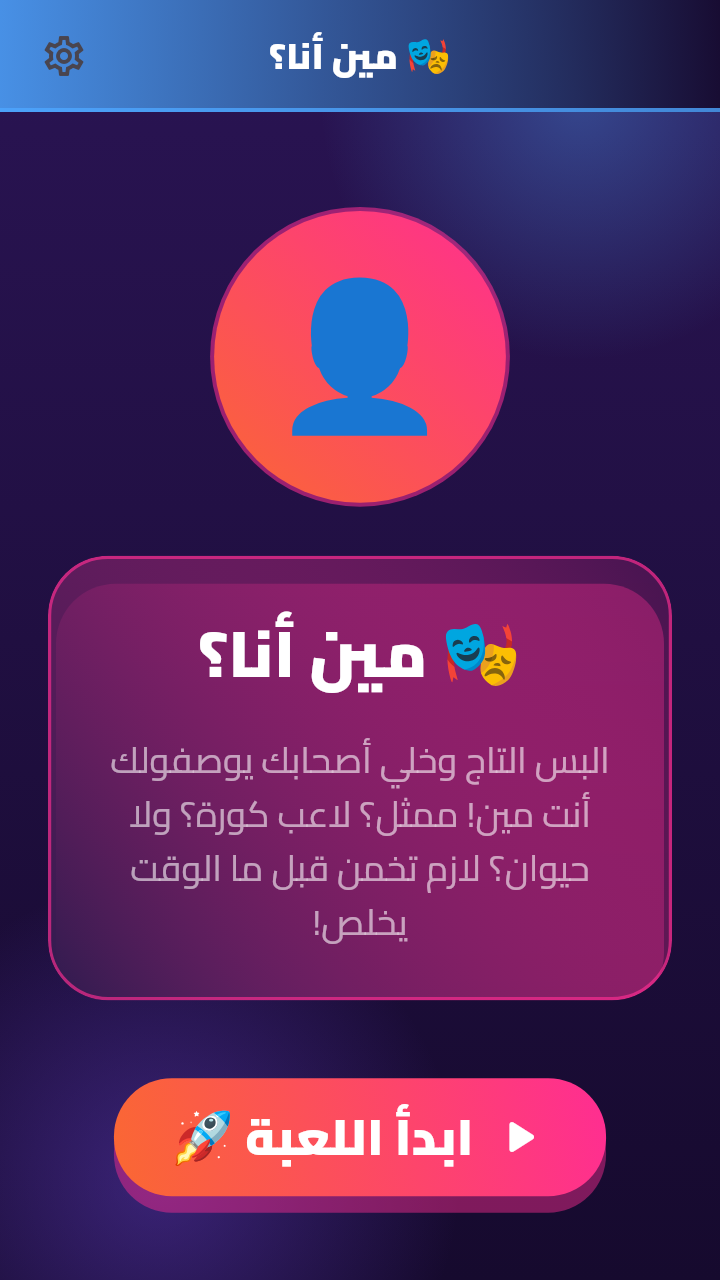 🎭 مين أنا؟
🎭 مين أنا؟
البس التاج وخلي أصحابك يوصفولك
أنت مين! ممثل؟ لاعب كورة؟ ولا
حيوان؟ لازم تخمن قبل ما الوقت
يخلص!
ابدأ اللعبة 🚀